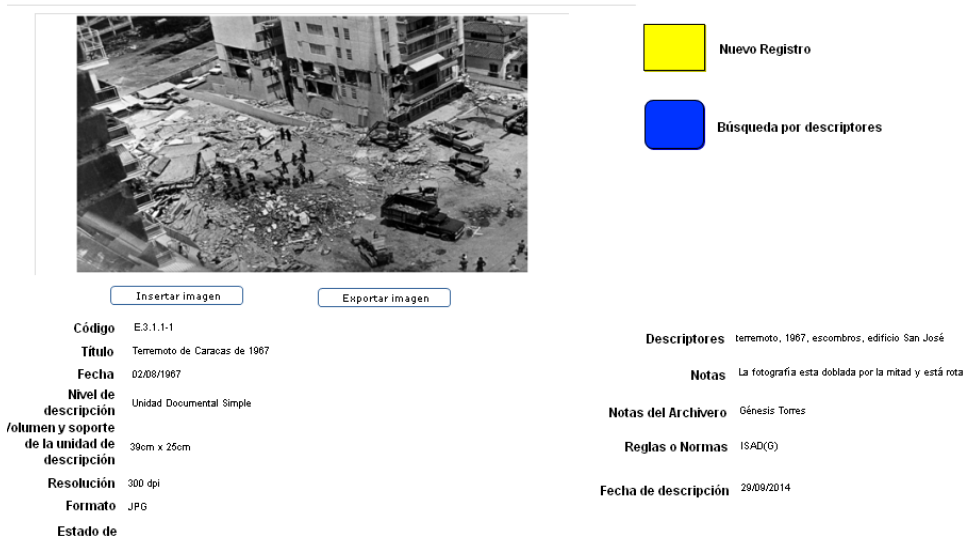 Nuevo Registro
Búsqueda por descriptores
Insertar imagen
Exportar imagen
Código E.3.1.1-1
Título Terremoto de Caracas de 1967
Fecha 02/08/1967
Nivel de
descripción Unidad Documental Simple
/olumen y soporte
de la unidad de
descripción 39cm x 25cm
Resolución 300 dpi
Formato JPG
Estado de
Descriptores terremoto, 1967, escombros, edificio San José
Notas La fotografía esta doblada por la mitad y está rota
Notas del Archivero Génesis Torres
Reglas o Normas ISAD(G)
Fecha de descripción 29/09/2014